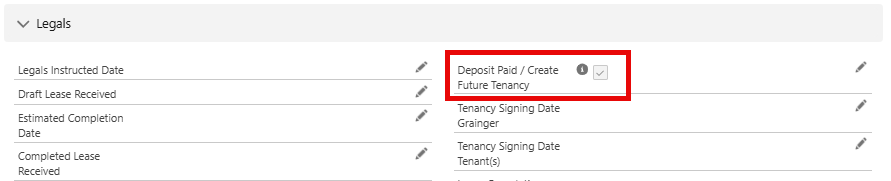 Legals
Legals Instructed Date
Draft Lease Received
Estimated Completion
Date
Completed Lease
Received
Deposit Paid / Create
Future Tenancy
Tenancy Signing Date
Grainger
Tenancy Signing Date
Tenant(s)